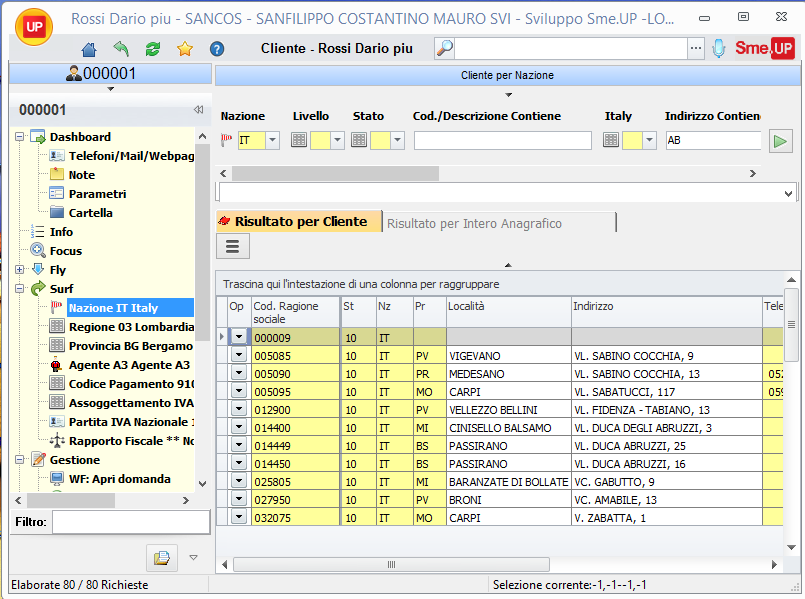 UP
Rossi Dario piu - SANCOS - SANFILIPPO COSTANTINO MAURO SVI - Sviluppo Sme.UP -LO...
Cliente - Rossi Dario piu
Sme.UP
000001
000001
Dashboard
Telefoni/Mail/Webpag
Note
Parametri
Cartella
Info
Focus
Fly
Surf
Nazione IT Italy
Regione 03 Lombardia
Provincia BG Bergamo
Agente A3 Agente A3
Codice Pagamento 910
Assoggettamento IVA
Partita IVA Nazionale
Rapporto Fiscale ** No
Gestione
WF: Apri domanda
Filtro:
Cliente per Nazione
Nazione Livello Stato Cod./Descrizione Contiene Italy Indirizzo Contien
IT AB
Risultato per Cliente Risultato per Intero Anagrafico
Trascina qui l'intestazione di una colonna per raggruppare
Op Cod. Ragione sociale St Nz Pr Località Indirizzo Tele
000009 10 IT
005085 10 IT PV VIGEVANO VL. SABINO COCCHIA, 9
005090 10 IT PR MEDESANO VL. SABINO COCCHIA, 13 052
005095 10 IT MO CARPI VL. SABATUCCI, 117 059
012900 10 IT PV VELLEZZO BELLINI VL. FIDENZA - TABIANO, 13
014400 10 IT MI CINISELLO BALSAMO VL. DUCA DEGLI ABRUZZI, 3
014449 10 IT BS PASSIRANO VL. DUCA ABRUZZI, 25
014450 10 IT BS PASSIRANO VL. DUCA ABRUZZI, 16
025805 10 IT MI BARANZATE DI BOLLATE VC. GABUTTO, 9
027950 10 IT PV BRONI VC. AMABILE, 13
032075 10 IT MO CARPI V. ZABATTA, 1
Elaborate 80 / 80 Richieste
Selezione corrente:-1,-1--1,-1